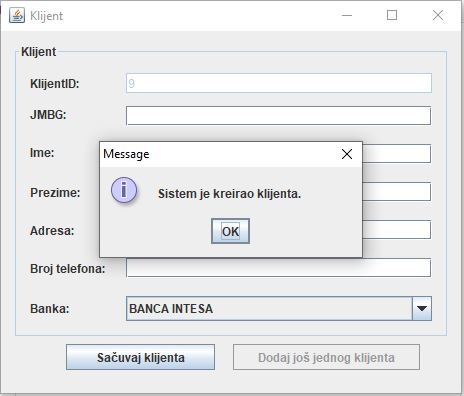 Klijent
Klijent
KlijentID:
9
JMBG:
Ime:
Message
Sistem je kreirao klijenta.
OK
Prezime:
Adresa:
Broj telefona:
Banka:
BANCA INTESA
Sačuvaj klijenta
Dodaj još jednog klijenta